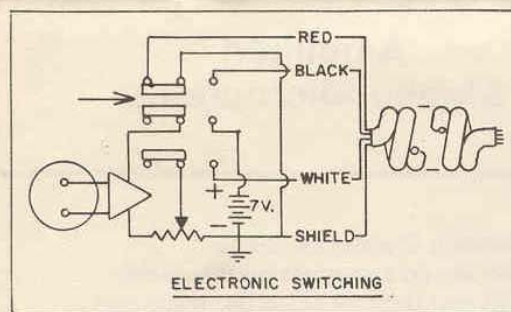 RED
BLACK
+
WHITE
7V.
−
SHIELD
ELECTRONIC SWITCHING